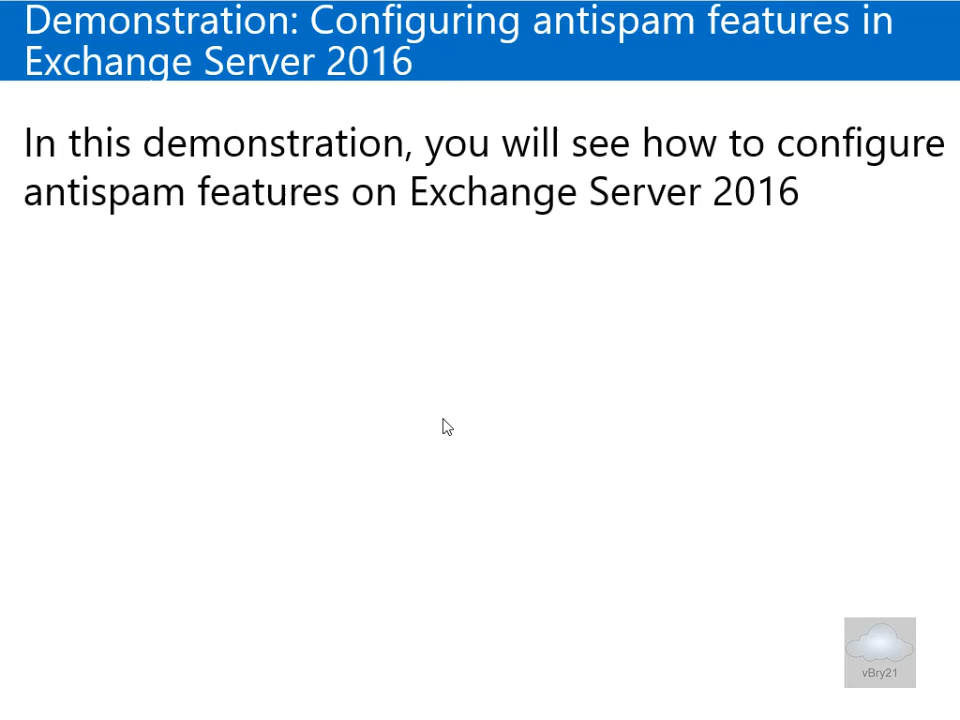 Demonstration: Configuring antispam features in
Exchange Server 2016
In this demonstration, you will see how to configure
antispam features on Exchange Server 2016
vBry21